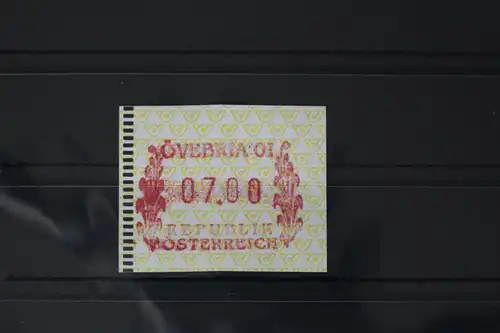 ÖVEBRIA'01
07.00
REPUBLIK
ÖSTERREICH